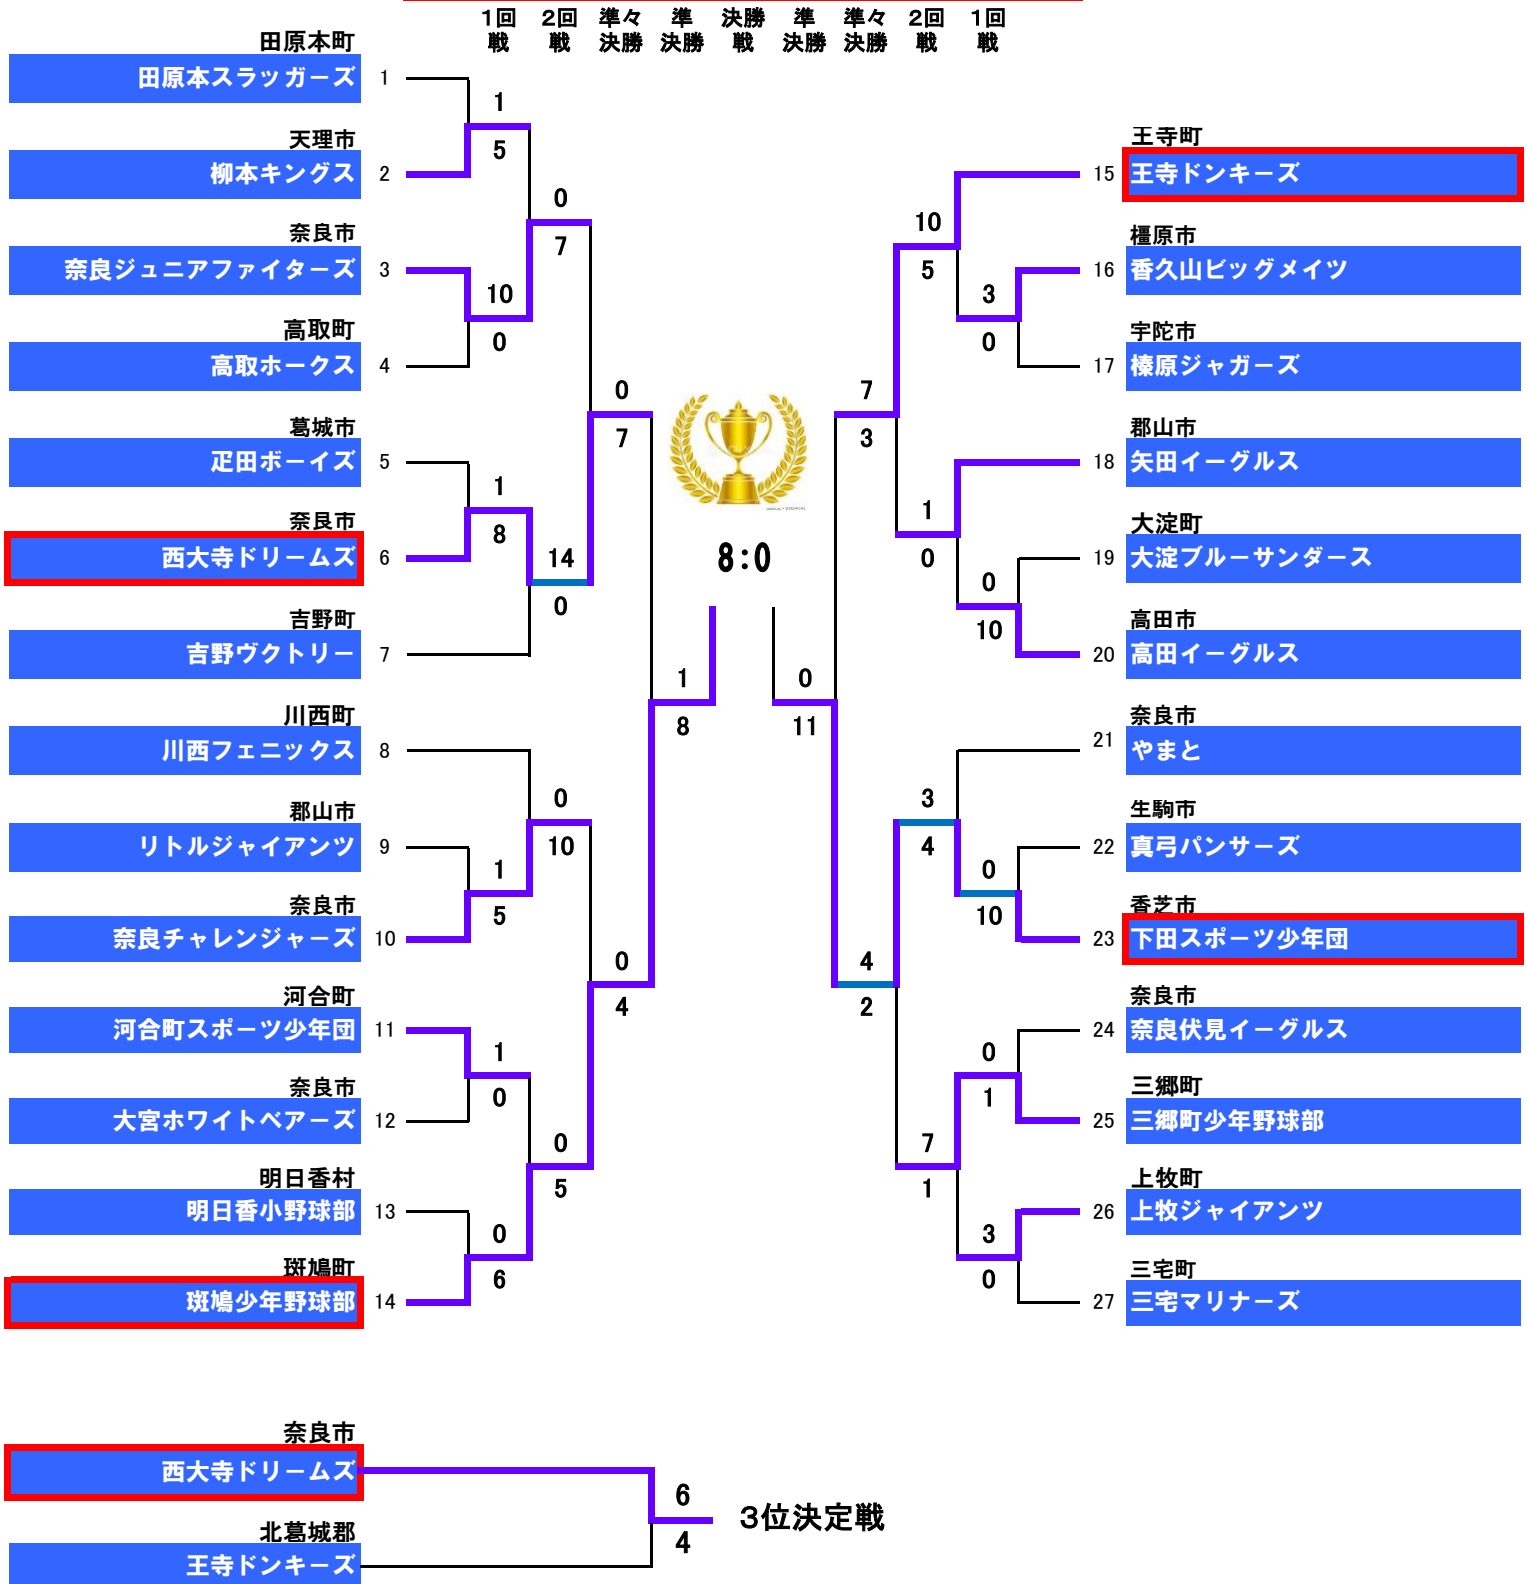 1回戦 2回戦 準々決勝 準決勝 決勝戦 準決勝 準々決勝 2回戦 1回戦
田原本町
田原本スラッガーズ 1
1
天理市
5
柳本キングス 2
0
奈良市
7
奈良ジュニアファイターズ 3
10
高取町
0
高取ホークス 4
0
葛城市
7
疋田ボーイズ 5
1
奈良市
8
西大寺ドリームズ 6
14
0
吉野町
吉野ヴクトリー 7
1
川西町
8
川西フェニックス 8
0
郡山市
10
リトルジャイアンツ 9
1
奈良市
5
奈良チャレンジャーズ 10
0
河合町
4
河合町スポーツ少年団 11
1
奈良市
0
大宮ホワイトベアーズ 12
0
明日香村
5
明日香小野球部 13
0
斑鳩町
6
斑鳩少年野球部 14
8:0
王寺町
15 王寺ドンキーズ
10
橿原市
5
16 香久山ビッグメイツ
3
宇陀市
0
17 榛原ジャガーズ
7
郡山市
3
18 矢田イーグルス
1
大淀町
0
19 大淀ブルーサンダース
0
高田市
10
20 高田イーグルス
0
奈良市
11
21 やまと
3
生駒市
4
22 真弓パンサーズ
0
香芝市
10
23 下田スポーツ少年団
4
奈良市
2
24 奈良伏見イーグルス
0
三郷町
1
25 三郷町少年野球部
7
上牧町
1
26 上牧ジャイアンツ
3
三宅町
0
27 三宅マリナーズ
奈良市
西大寺ドリームズ
6
3位決定戦
4
北葛城郡
王寺ドンキーズ